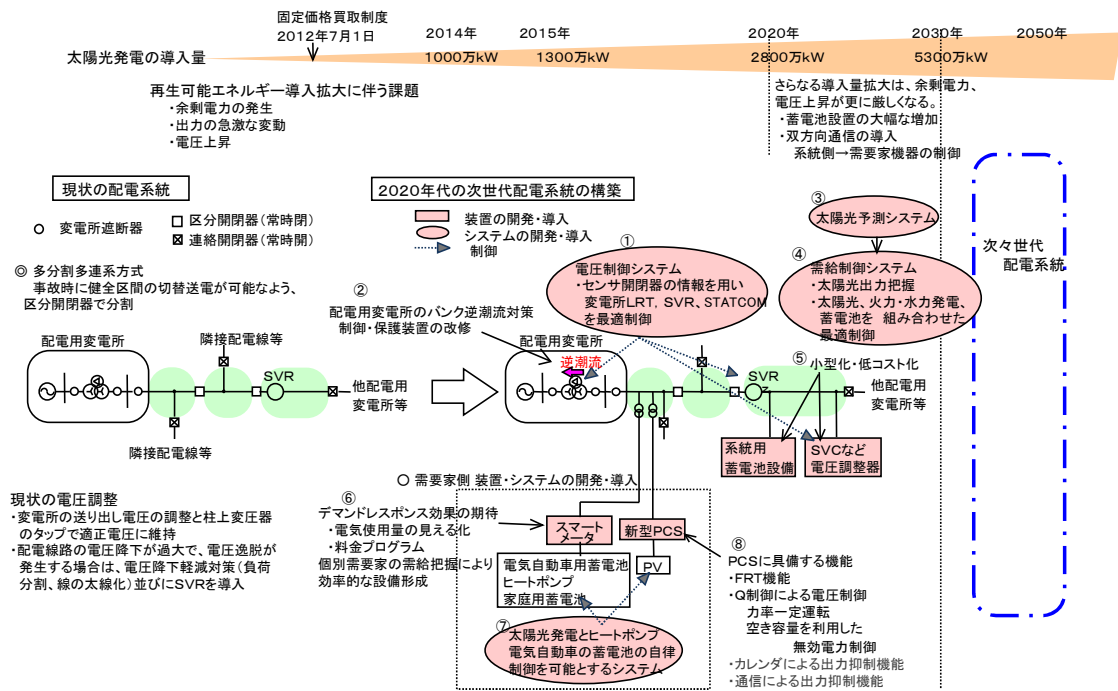 固定価格買取制度
2012年7月1日
2014年
2015年
2020年
2030年
2050年
太陽光発電の導入量
1000万kW
1300万kW
2800万kW
5300万kW
再生可能エネルギー導入拡大に伴う課題
・余剰電力の発生
・出力の急激な変動
・電圧上昇
さらなる導入量拡大は、余剰電力、
電圧上昇が更に厳しくなる。
・蓄電池設置の大幅な増加
・双方向通信の導入
系統側→需要家機器の制御
現状の配電系統
変電所遮断器
区分開閉器(常時閉)
連絡開閉器(常時開)
◎ 多分割多連系方式
事故時に健全区間の切替送電が可能なよう、
区分開閉器で分割
配電用変電所
隣接配電線等
SVR
他配電用
変電所等
隣接配電線等
現状の電圧調整
・変電所の送り出し電圧の調整と柱上変圧器
のタップで適正電圧に維持
・配電線路の電圧降下が過大で、電圧逸脱が
発生する場合は、電圧降下軽減対策(負荷
分割、線の太線化)並びにSVRを導入
2020年代の次世代配電系統の構築
装置の開発・導入
システムの開発・導入
制御
①
電圧制御システム
・センサ開閉器の情報を用い
変電所LRT, SVR, STATCOM
を最適制御
②
配電用変電所のバンク逆潮流対策
制御・保護装置の改修
③
太陽光予測システム
④
需給制御システム
・太陽光出力把握
・太陽光、火力・水力発電、
蓄電池を 組み合わせた
最適制御
次々世代
配電系統
配電用変電所
逆潮流
SVR
⑤
小型化・低コスト化
他配電用
変電所等
系統用
蓄電池設備
SVCなど
電圧調整器
○ 需要家側 装置・システムの開発・導入
⑥
デマンドレスポンス効果の期待
・電気使用量の見える化
・料金プログラム
個別需要家の需給把握により
効率的な設備形成
スマート
メータ
新型PCS
電気自動車用蓄電池
ヒートポンプ
家庭用蓄電池
PV
⑦
太陽光発電とヒートポンプ
電気自動車の蓄電池の自律
制御を可能とするシステム
⑧
PCSに具備する機能
・FRT機能
・Q制御による電圧制御
力率一定運転
空き容量を利用した
無効電力制御
・カレンダによる出力抑制機能
・通信による出力抑制機能